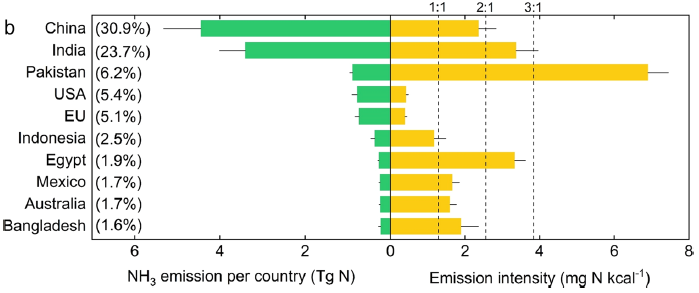 b
1:1 2:1 3:1
China (30.9%)
India (23.7%)
Pakistan (6.2%)
USA (5.4%)
EU (5.1%)
Indonesia (2.5%)
Egypt (1.9%)
Mexico (1.7%)
Australia (1.7%)
Bangladesh (1.6%)
6 4 2 0 2 4 6 8
NH₃ emission per country (Tg N) Emission intensity (mg N kcal⁻¹)